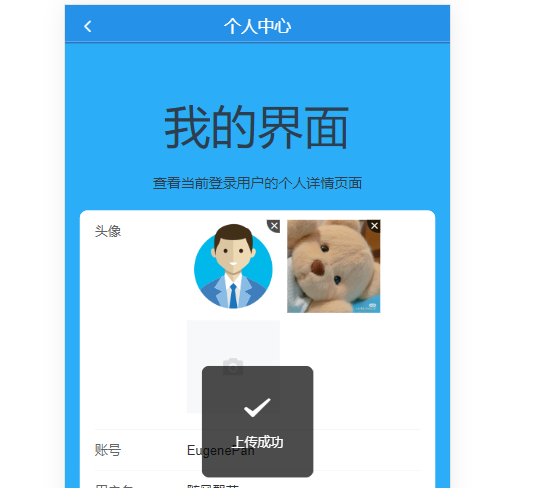 个人中心
我的界面
查看当前登录用户的个人详情页面
头像
上传成功
账号 EugenePan